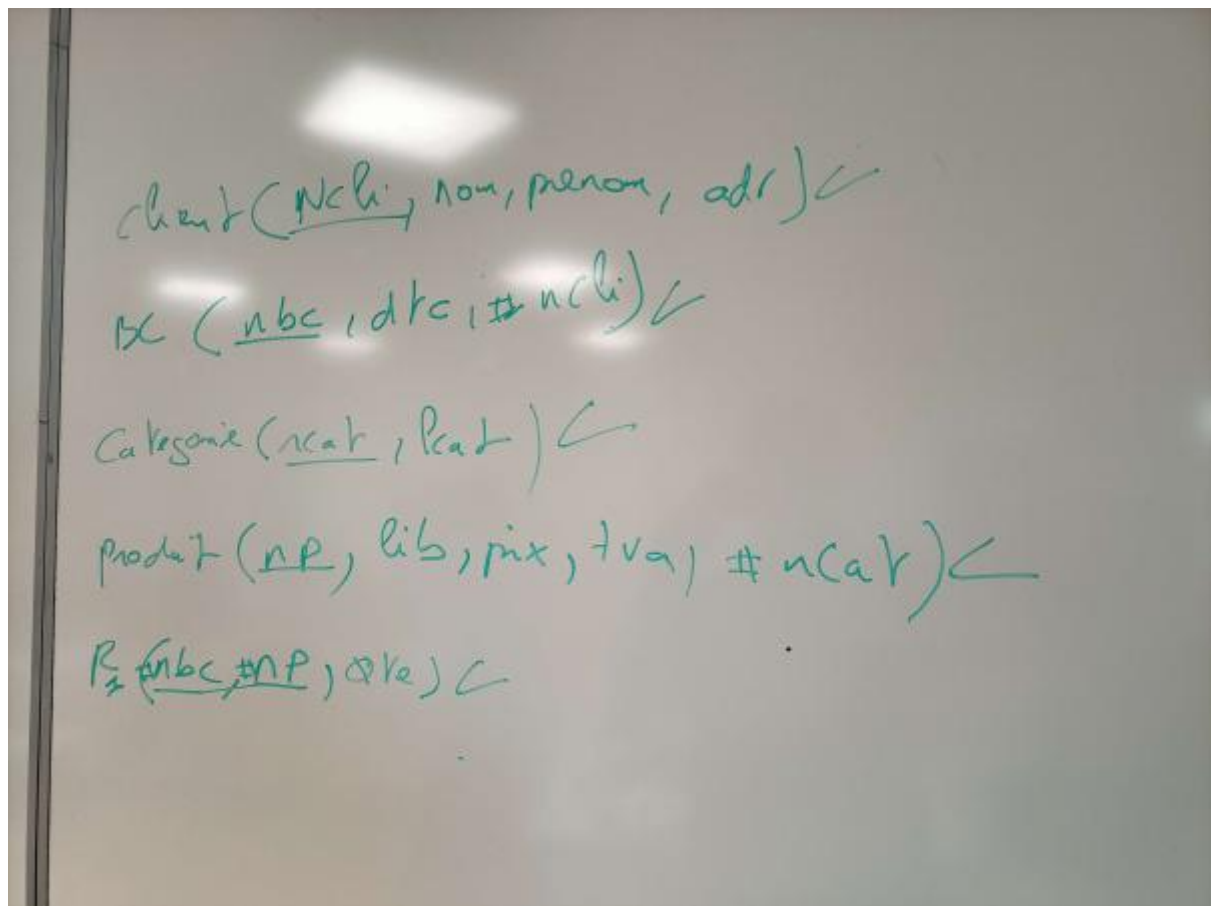 client (Ncli, nom, prenom, adr)
BC (nbc, dtc, # ncli)
Categorie (ncat, lcat)
produit (np, lib, prix, tva, # ncat)
(#nbc, #np, Qte)